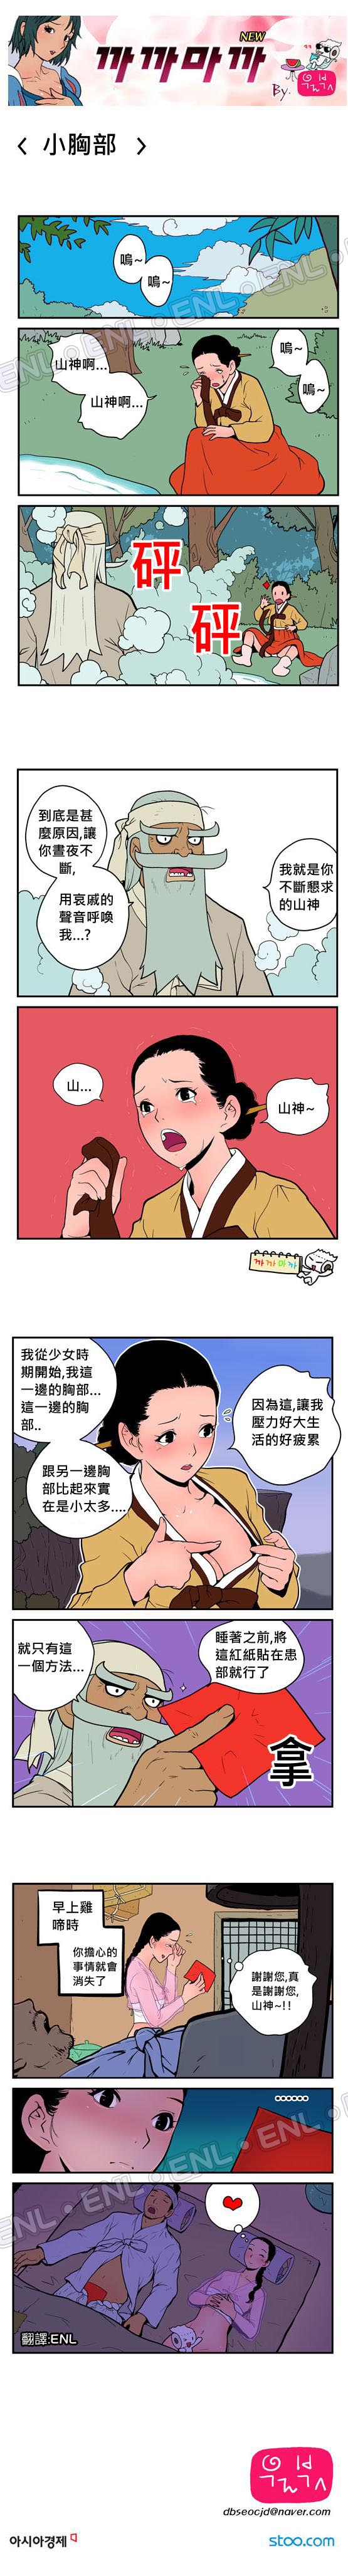 NEW
까까마까
By.
< 小胸部 >
嗚~
嗚~
山神啊...
山神啊...
嗚~
嗚~
砰
砰
到底是甚
麼原因,讓
你晝夜不
斷,
用哀戚的
聲音呼喚
我...?
我就是你
不斷懇求
的山神
山...
山神~
까까마까
我從少女時
期開始,我這
一邊的胸部...
這一邊的胸
部..
跟另一邊胸
部比起來實
在是小太多....
因為這,讓我
壓力好大生
活的好疲累
就只有這
一個方法...
睡著之前,將
這紅紙貼在患
部就行了
拿
早上雞
啼時
你擔心的
事情就會
消失了
謝謝您,真
是謝謝您,
山神~!!
......
翻譯:ENL
ENL
dbseocjd@naver.com
아시아경제
stoo.com